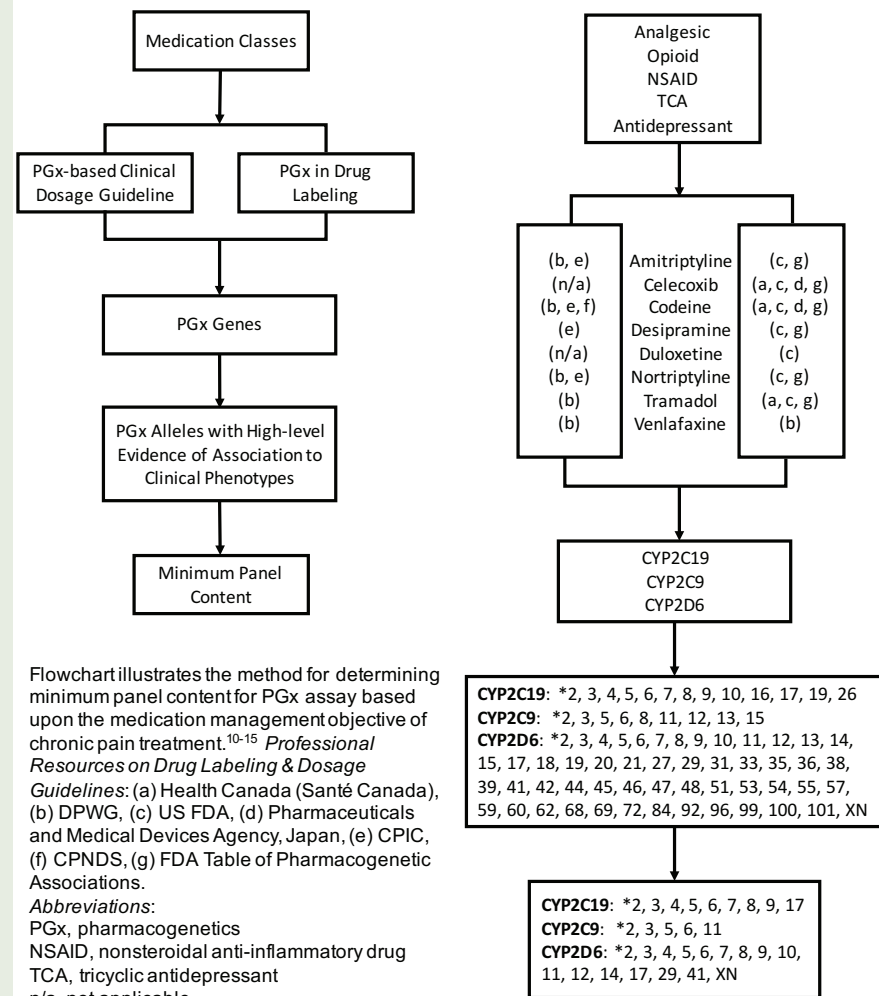 Medication Classes
PGx-based Clinical
Dosage Guideline
PGx in Drug
Labeling
PGx Genes
PGx Alleles with High-level
Evidence of Association to
Clinical Phenotypes
Minimum Panel
Content
Flowchart illustrates the method for determining
minimum panel content for PGx assay based
upon the medication management objective of
chronic pain treatment.10-15 Professional
Resources on Drug Labeling & Dosage
Guidelines: (a) Health Canada (Santé Canada),
(b) DPWG, (c) US FDA, (d) Pharmaceuticals
and Medical Devices Agency, Japan, (e) CPIC,
(f) CPNDS, (g) FDA Table of Pharmacogenetic
Associations.
Abbreviations:
PGx, pharmacogenetics
NSAID, nonsteroidal anti-inflammatory drug
TCA, tricyclic antidepressant
n/a, not applicable
Analgesic
Opioid
NSAID
TCA
Antidepressant
(b, e) Amitriptyline (c, g)
(n/a) Celecoxib (a, c, d, g)
(b, e, f) Codeine (a, c, d, g)
(e) Desipramine (c, g)
(n/a) Duloxetine (c)
(b, e) Nortriptyline (c, g)
(b) Tramadol (a, c, g)
(b) Venlafaxine (b)
CYP2C19
CYP2C9
CYP2D6
CYP2C19: *2, 3, 4, 5, 6, 7, 8, 9, 10, 16, 17, 19, 26
CYP2C9: *2, 3, 5, 6, 8, 11, 12, 13, 15
CYP2D6: *2, 3, 4, 5, 6, 7, 8, 9, 10, 11, 12, 13, 14,
15, 17, 18, 19, 20, 21, 27, 29, 31, 33, 35, 36, 38,
39, 41, 42, 44, 45, 46, 47, 48, 51, 53, 54, 55, 57,
59, 60, 62, 68, 69, 72, 84, 92, 96, 99, 100, 101, XN
CYP2C19: *2, 3, 4, 5, 6, 7, 8, 9, 17
CYP2C9: *2, 3, 5, 6, 11
CYP2D6: *2, 3, 4, 5, 6, 7, 8, 9, 10,
11, 12, 14, 17, 29, 41, XN